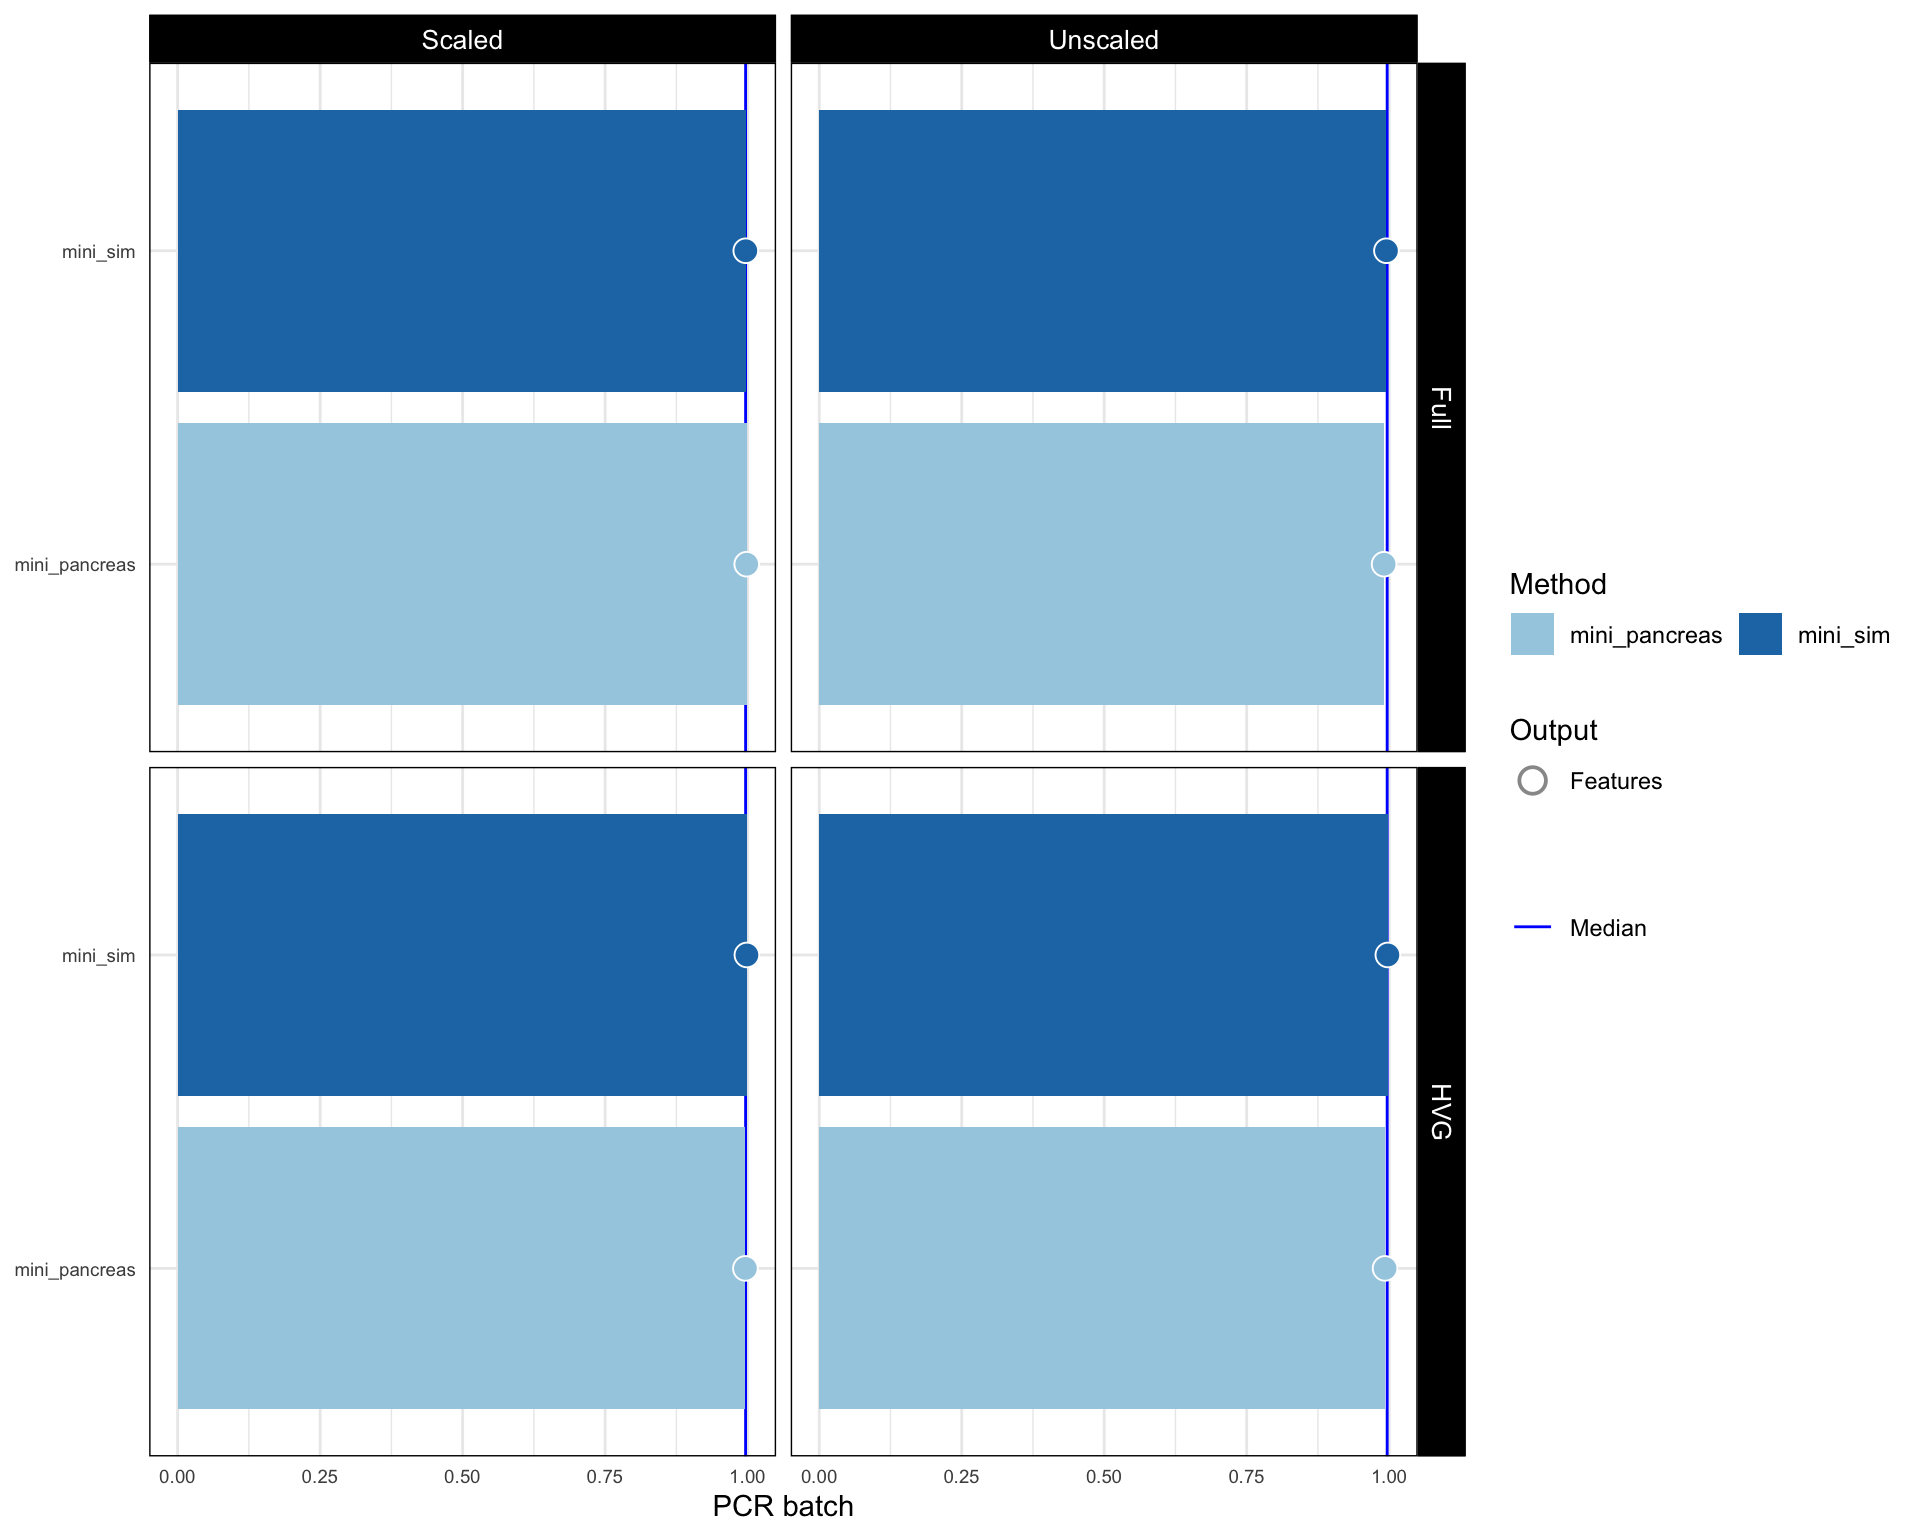 Scaled
Unscaled
Full
mini_sim
mini_pancreas
HVG
mini_sim
mini_pancreas
0.00 0.25 0.50 0.75 1.00
0.00 0.25 0.50 0.75 1.00
PCR batch
Method
mini_pancreas mini_sim
Output
Features
Median